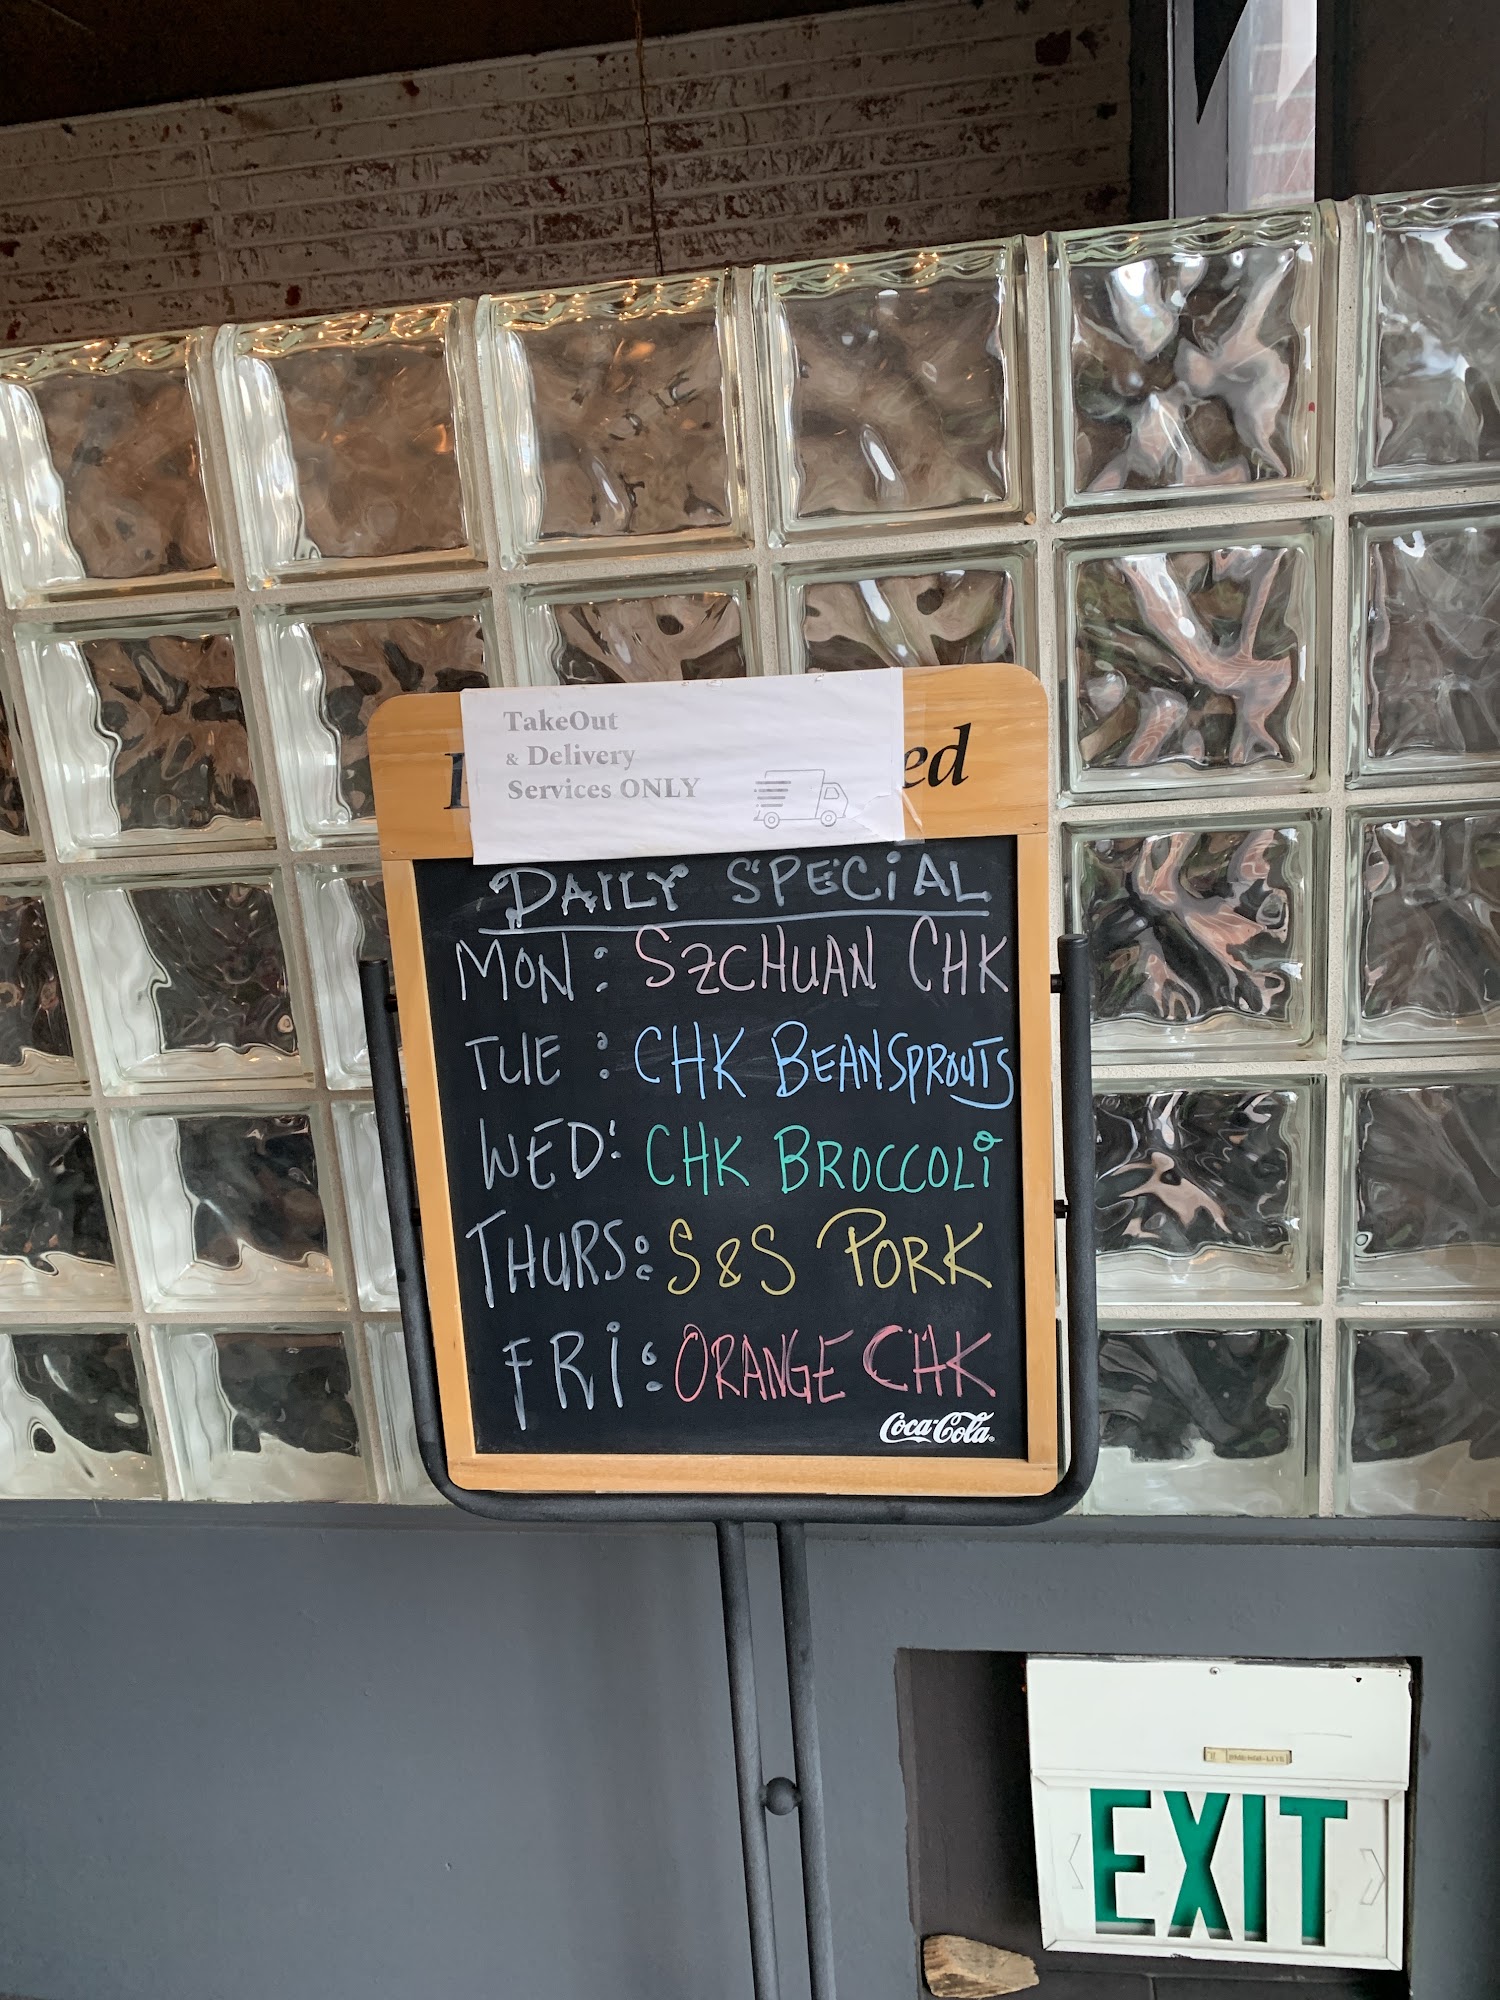 TakeOut
& Delivery
Services ONLY
DAILY SPECiAL
MON: SZCHUAN CHK
TUE : CHK BEANSPROUTS
WED: CHK BROCCOLi
THURS: S&S PORK
FRi: ORANGE CHK
Coca-Cola
EXIT